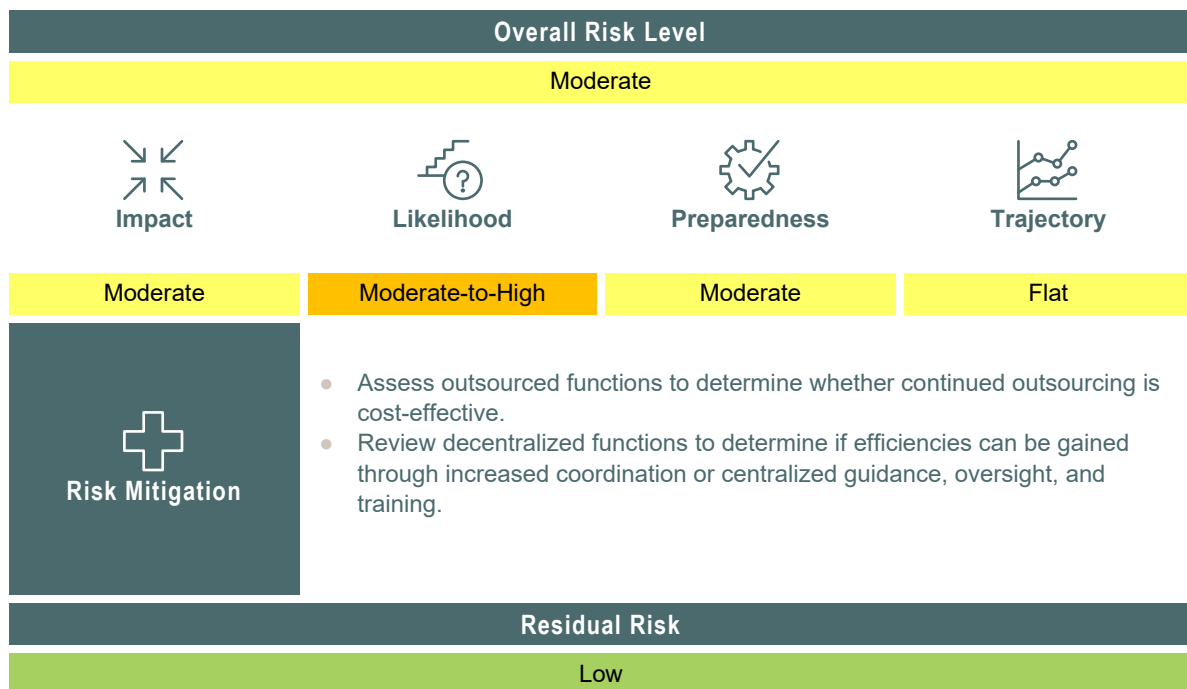 Overall Risk Level
Moderate
Impact
Likelihood
?
Preparedness
Trajectory
Moderate
Moderate-to-High
Moderate
Flat
Risk Mitigation
● Assess outsourced functions to determine whether continued outsourcing is
cost-effective.
● Review decentralized functions to determine if efficiencies can be gained
through increased coordination or centralized guidance, oversight, and
training.
Residual Risk
Low